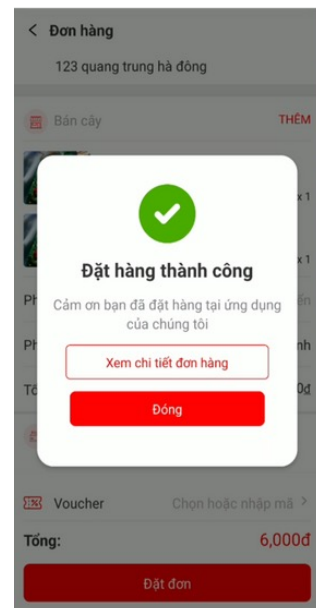 Đơn hàng
123 quang trung hà đông
Bán cây THÊM
x 1
Đặt hàng thành công
x 1
Cảm ơn bạn đã đặt hàng tại ứng dụng
của chúng tôi
Xem chi tiết đơn hàng
Đóng
Voucher Chọn hoặc nhập mã
Tổng: 6,000đ
Đặt đơn